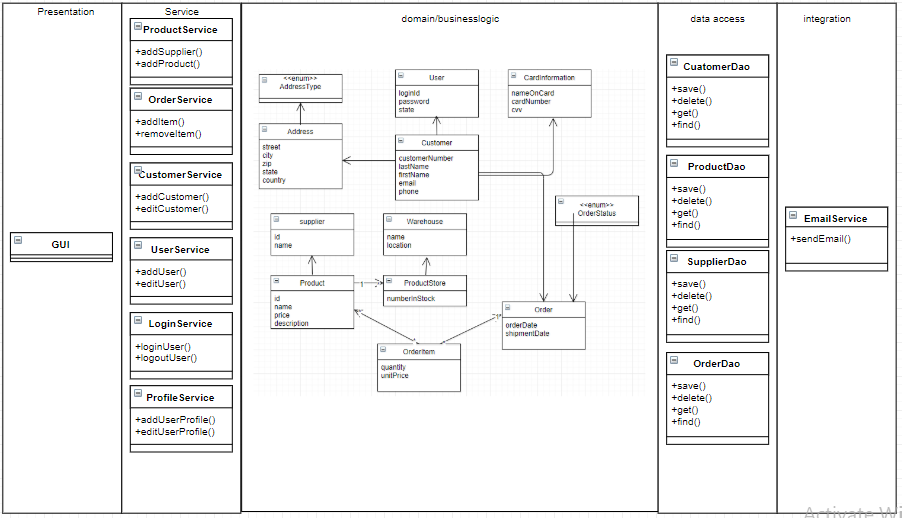 Presentation
Service
domain/businesslogic
data access
integration
GUI
ProductService
+addSupplier()
+addProduct()
OrderService
+addItem()
+removeItem()
CustomerService
+addCustomer()
+editCustomer()
UserService
+addUser()
+editUser()
LoginService
+loginUser()
+logoutUser()
ProfileService
+addUserProfile()
+editUserProfile()
<<enum>>
AddressType
User
loginId
password
state
CardInformation
nameOnCard
cardNumber
cvv
Address
street
city
zip
state
country
Customer
customerNumber
lastName
firstName
email
phone
<<enum>>
OrderStatus
supplier
id
name
Warehouse
name
location
Product
id
name
price
description
1
ProductStore
numberInStock
Order
orderDate
shipmentDate
OrderItem
quantity
unitPrice
CuatomerDao
+save()
+delete()
+get()
+find()
ProductDao
+save()
+delete()
+get()
+find()
SupplierDao
+save()
+delete()
+get()
+find()
OrderDao
+save()
+delete()
+get()
+find()
EmailService
+sendEmail()
Activate Wi